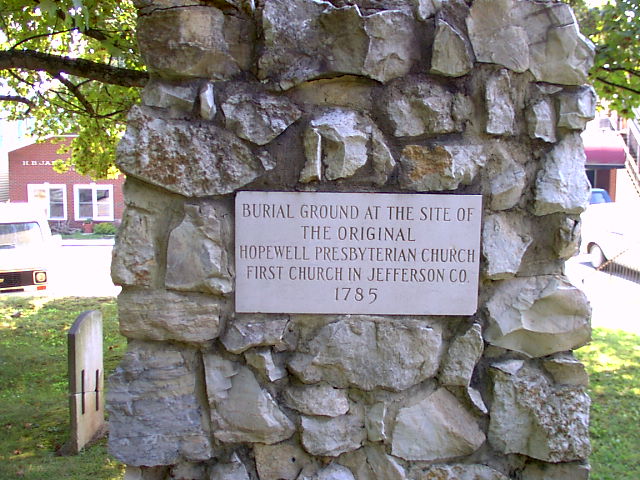 BURIAL GROUND AT THE SITE OF
THE ORIGINAL
HOPEWELL PRESBYTERIAN CHURCH
FIRST CHURCH IN JEFFERSON CO.
1785